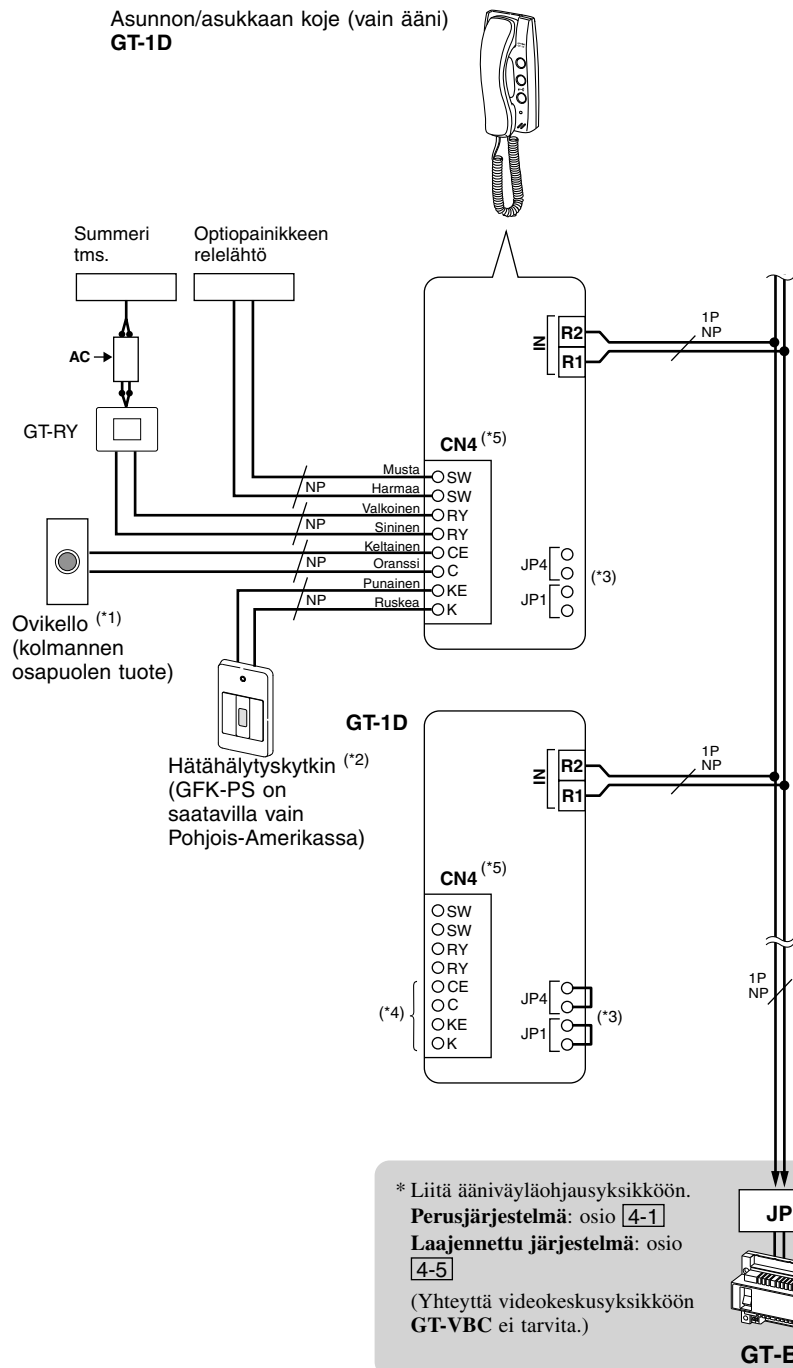 Asunnon/asukkaan koje (vain ääni)
GT-1D
Summeri
tms.
Optiopainikkeen
relelähtö
AC
GT-RY
IN
R2
R1
1P
NP
CN4 (*5)
Musta
NP
Harmaa
Valkoinen
NP
Sininen
Keltainen
NP
Oranssi
Punainen
NP
Ruskea
SW
SW
RY
RY
CE
C
KE
K
JP4
JP1
(*3)
Ovikello (*1)
(kolmannen
osapuolen tuote)
Hätähälytyskytkin (*2)
(GFK-PS on
saatavilla vain
Pohjois-Amerikassa)
GT-1D
IN
R2
R1
1P
NP
CN4 (*5)
SW
SW
RY
RY
CE
C
KE
K
(*4)
JP4
JP1
(*3)
1P
NP
* Liitä ääniväyläohjausyksikköön.
Perusjärjestelmä: osio 4-1
Laajennettu järjestelmä: osio
4-5
(Yhteyttä videokeskusyksikköön
GT-VBC ei tarvita.)
JP